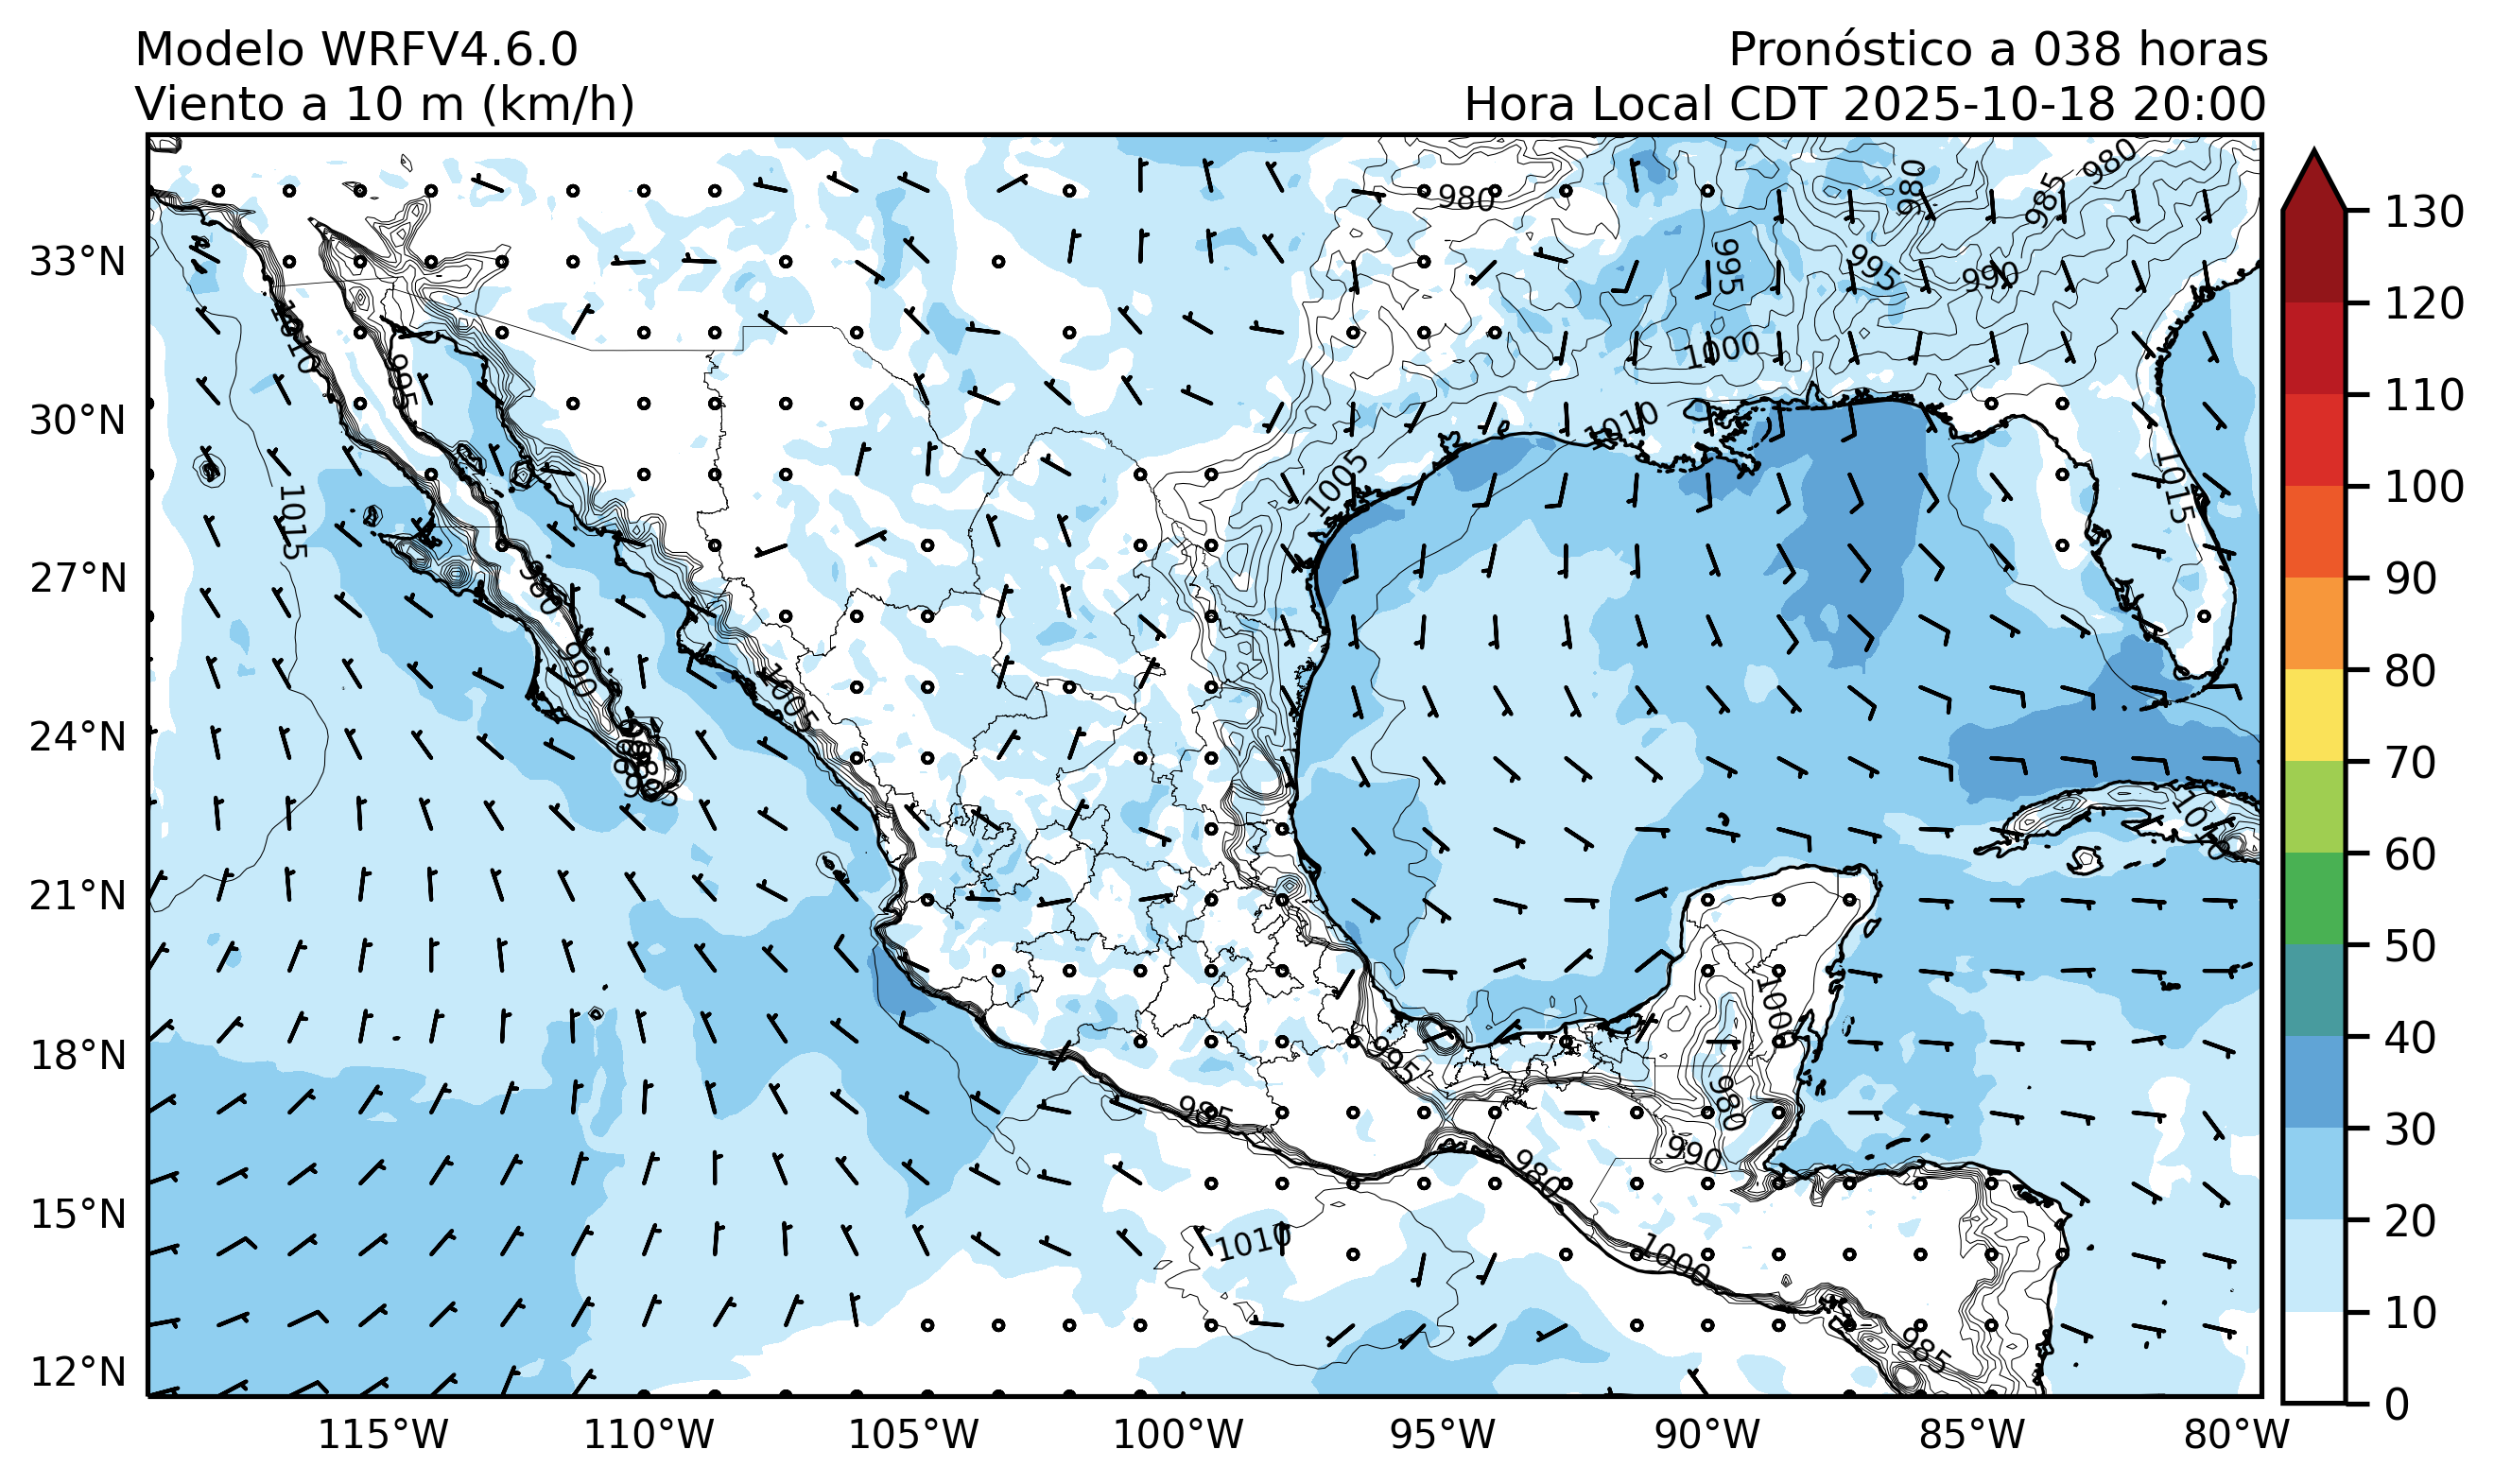 Modelo WRFV4.6.0
Pronóstico a 038 horas
Viento a 10 m (km/h)
Hora Local CDT 2025-10-18 20:00
33°N
30°N
27°N
24°N
21°N
18°N
15°N
12°N
115°W
110°W
105°W
100°W
95°W
90°W
85°W
80°W
130
120
110
100
90
80
70
60
50
40
30
20
10
0
980
980
985
980
995
995
990
1000
1010
1010
995
1005
1015
1015
980
990
1005
985
1010
1000
995
980
985
990
980
1010
1000
985